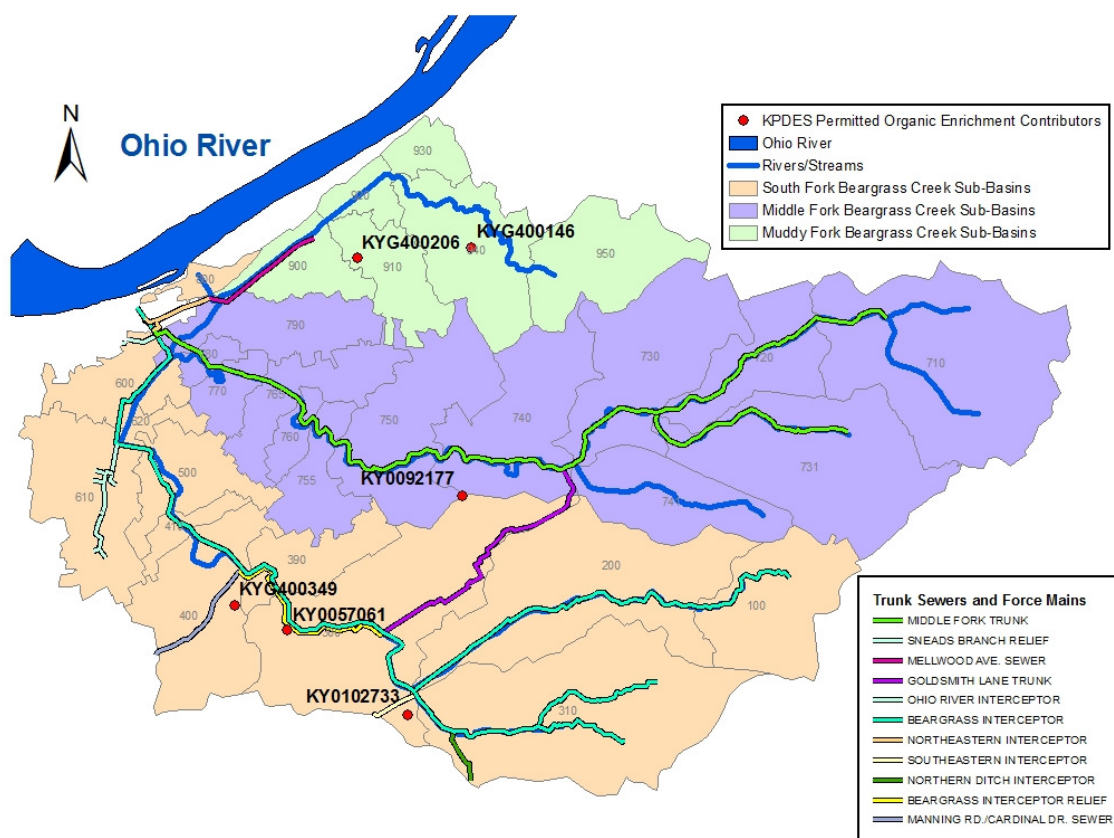 N
Ohio River
KPDES Permitted Organic Enrichment Contributors
Ohio River
Rivers/Streams
South Fork Beargrass Creek Sub-Basins
Middle Fork Beargrass Creek Sub-Basins
Muddy Fork Beargrass Creek Sub-Basins
930
KYG400146
KYG400206
950
910
900
790
730
710
600
770
750
740
760
731
755
KY0092177
500
610
390
200
100
KYG400349
400
KY0057061
KY0102733
310
Trunk Sewers and Force Mains
MIDDLE FORK TRUNK
SNEADS BRANCH RELIEF
MELLWOOD AVE. SEWER
GOLDSMITH LANE TRUNK
OHIO RIVER INTERCEPTOR
BEARGRASS INTERCEPTOR
NORTHEASTERN INTERCEPTOR
SOUTHEASTERN INTERCEPTOR
NORTHERN DITCH INTERCEPTOR
BEARGRASS INTERCEPTOR RELIEF
MANNING RD./CARDINAL DR. SEWER